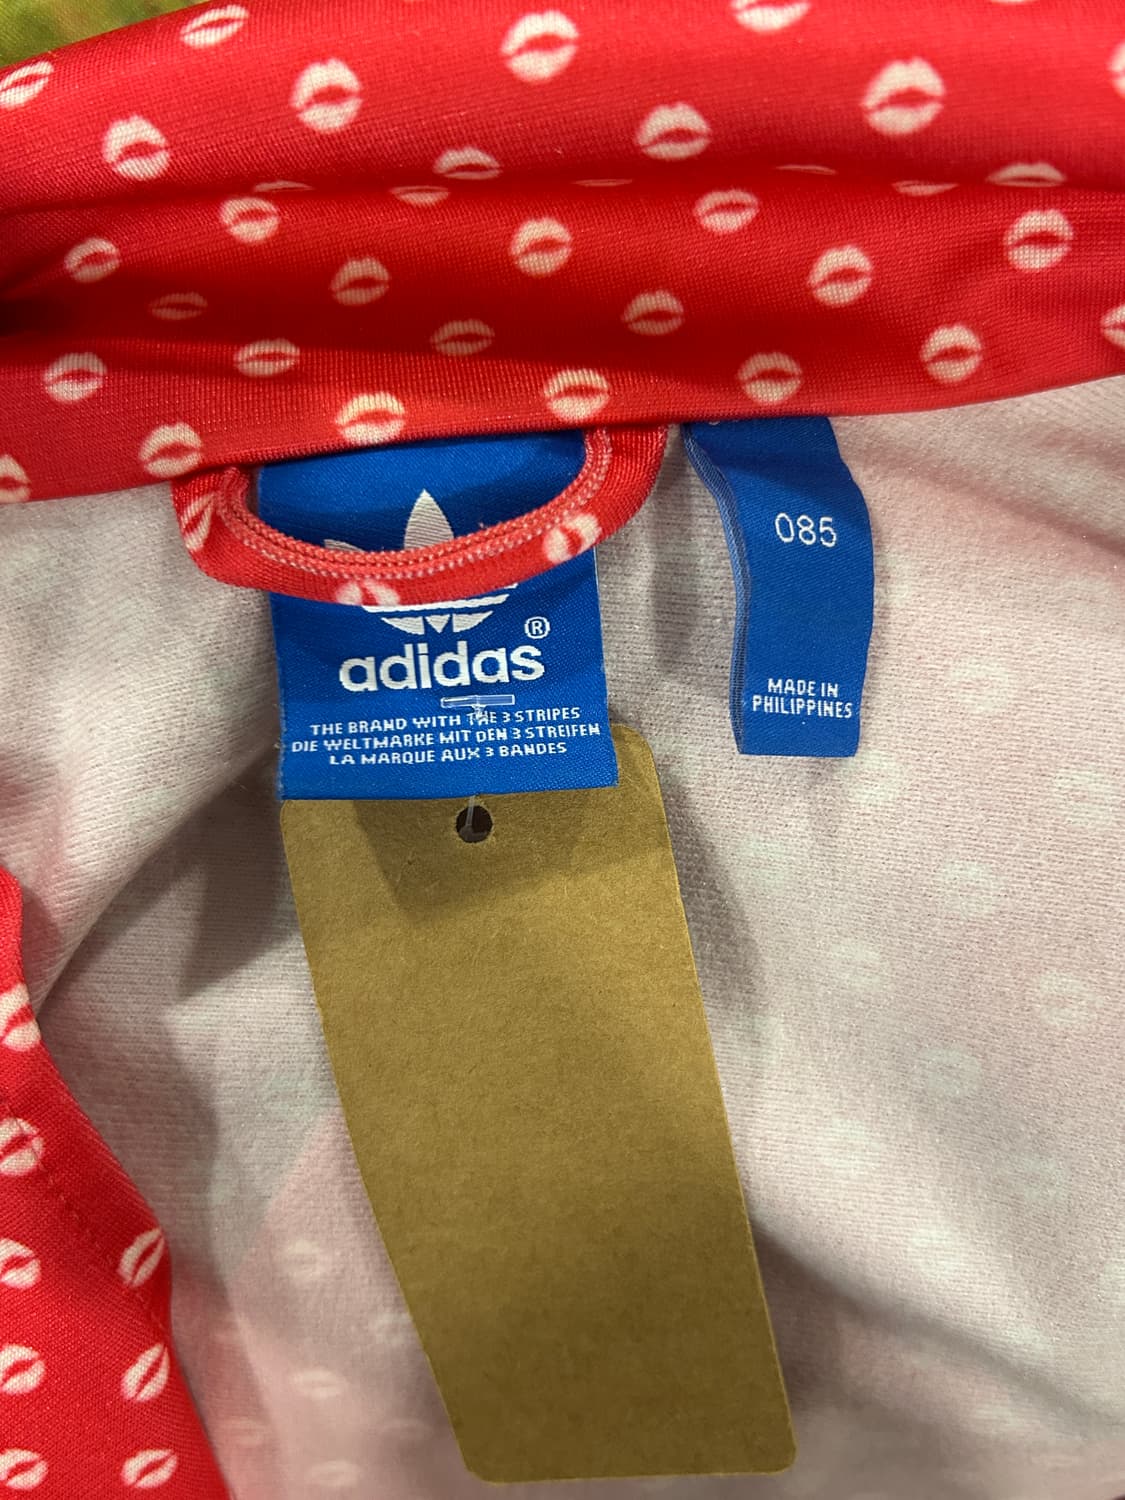 ®
adidas
THE BRAND WITH THE 3 STRIPES
DIE WELTMARKE MIT DEN 3 STREIFEN
LA MARQUE AUX 3 BANDES
085
MADE IN
PHILIPPINES